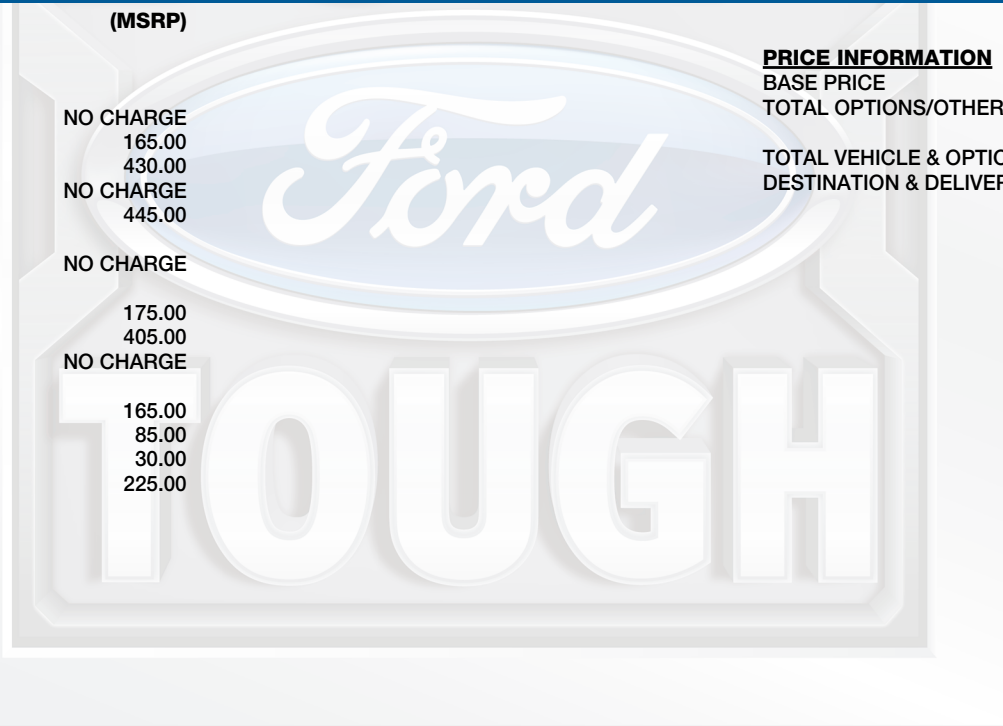 (MSRP)
NO CHARGE
165.00
430.00
NO CHARGE
445.00
NO CHARGE
175.00
405.00
NO CHARGE
165.00
85.00
30.00
225.00
PRICE INFORMATION
BASE PRICE
TOTAL OPTIONS/OTHER
TOTAL VEHICLE & OPTIO
DESTINATION & DELIVER
Ford
TOUGH